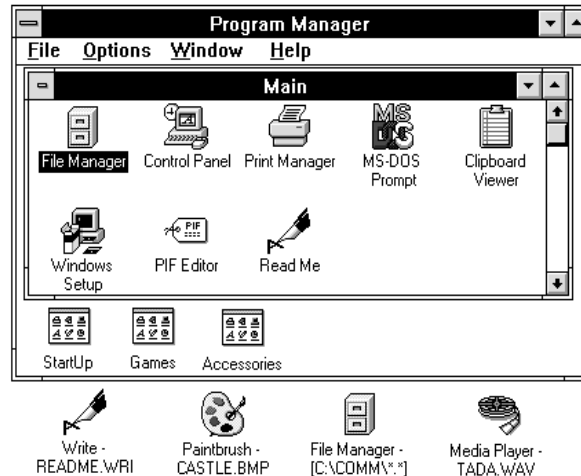 Program Manager
File Options Window Help
Main
File Manager Control Panel Print Manager MS-DOS Prompt Clipboard Viewer
Windows Setup PIF Editor Read Me
StartUp Games Accessories
Write - README.WRI
Paintbrush - CASTLE.BMP
File Manager - [C:\COMM\*.*]
Media Player - TADA.WAV